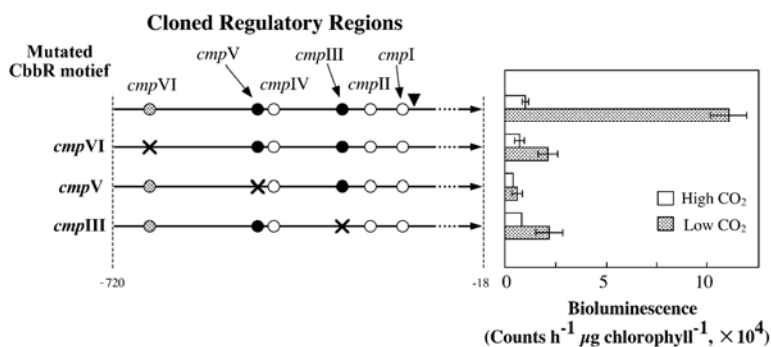 Cloned Regulatory Regions
Mutated
CbbR motif
cmpVI
cmpV
cmpIV
cmpIII
cmpII
cmpI
cmpVI
cmpV
cmpIII
-720
-18
High CO₂
Low CO₂
0
5
10
Bioluminescence
(Counts h⁻¹ µg chlorophyll⁻¹, ×10⁴)